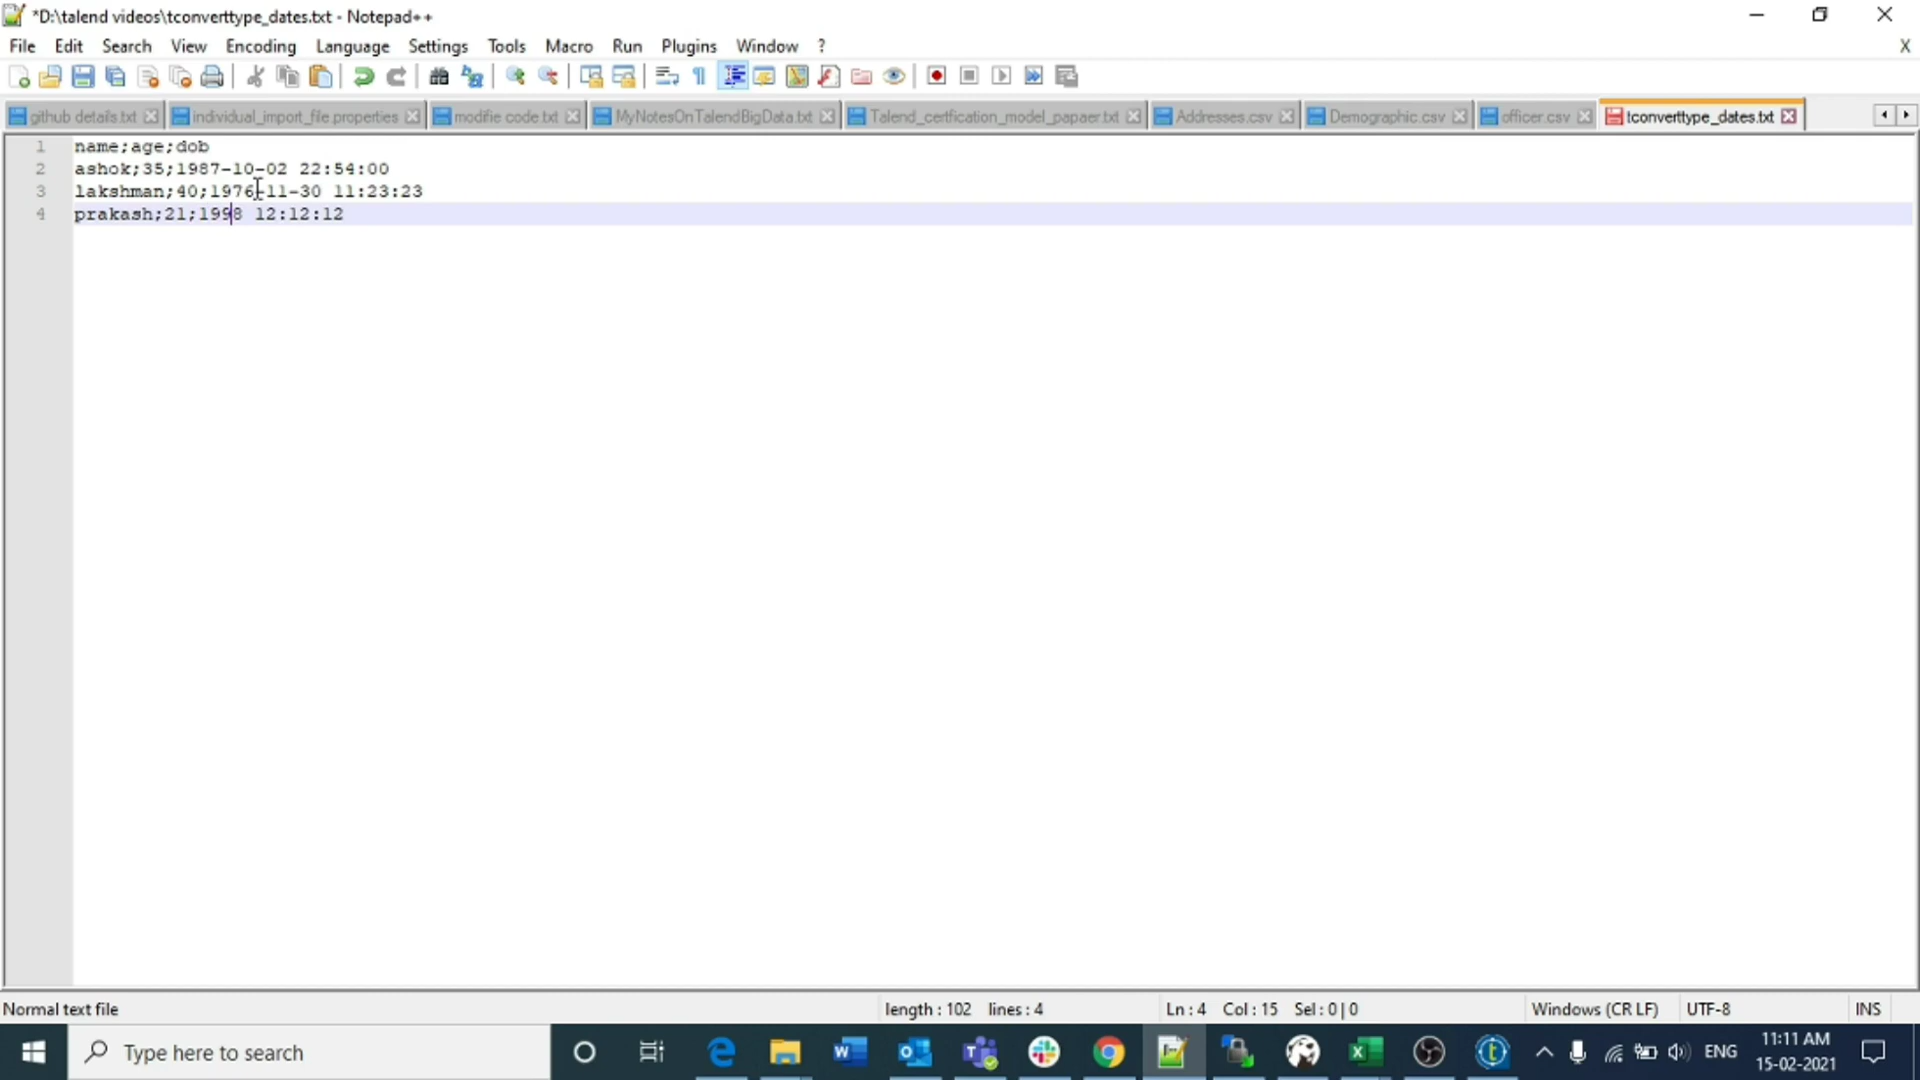 *D:\talend videos\tconverttype_dates.txt - Notepad++
File Edit Search View Encoding Language Settings Tools Macro Run Plugins Window ? X
github details.txt individual_import_file.properties modifie code.txt MyNotesOnTalendBigData.txt Talend_certfication_model_papaer.txt Addresses.csv Demographic.csv officer.csv tconverttype_dates.txt
1 name;age;dob
2 ashok;35;1987-10-02 22:54:00
3 lakshman;40;1976-11-30 11:23:23
4 prakash;21;1998 12:12:12
Normal text file length : 102 lines : 4 Ln : 4 Col : 15 Sel : 0 | 0 Windows (CR LF) UTF-8 INS
Type here to search ENG 11:11 AM
15-02-2021